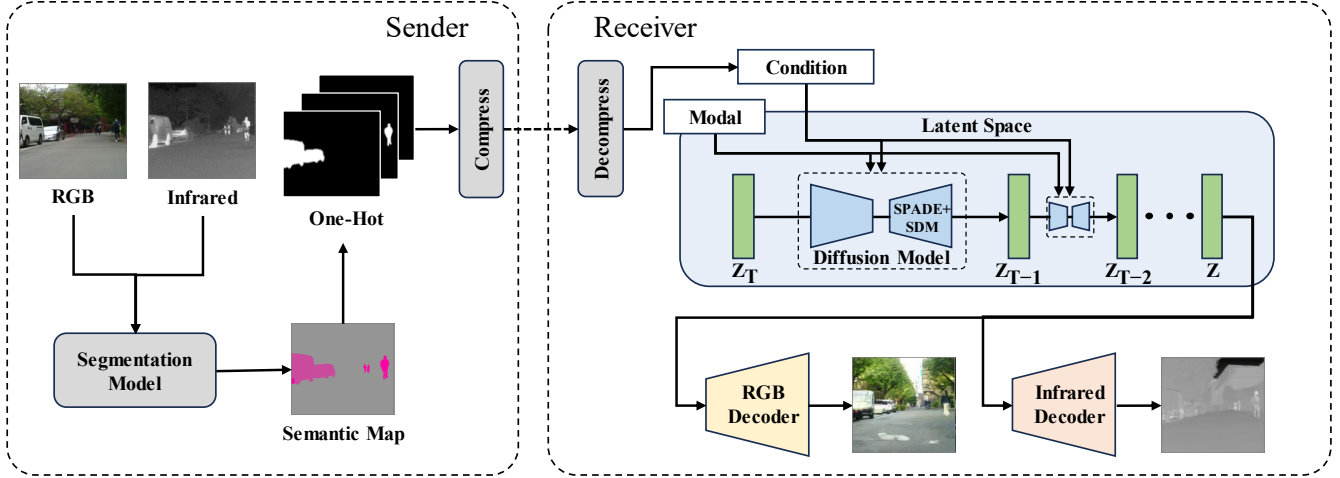 Sender
RGB
Infrared
One-Hot
Compress
Segmentation
Model
Semantic Map
Receiver
Decompress
Condition
Modal
Latent Space
SPADE+
SDM
Diffusion Model
Z_T
Z_T−1
Z_T−2
Z
RGB
Decoder
Infrared
Decoder